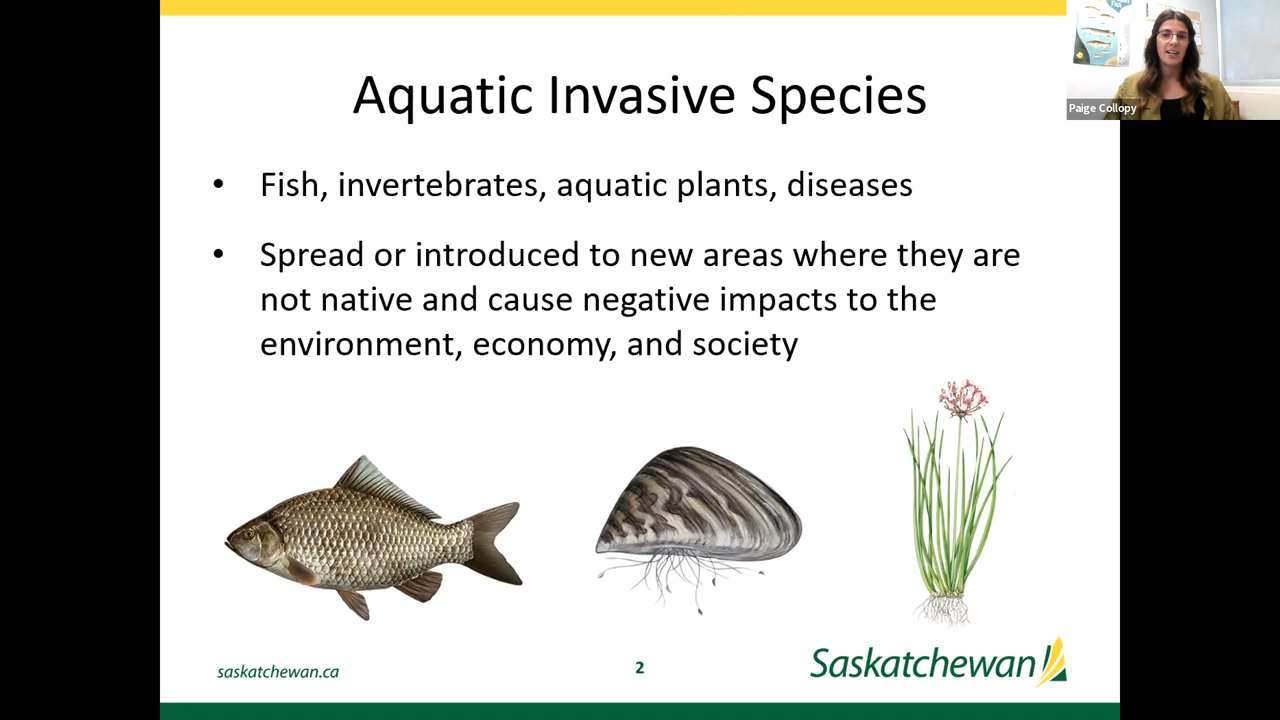 Aquatic Invasive Species
• Fish, invertebrates, aquatic plants, diseases
• Spread or introduced to new areas where they are
not native and cause negative impacts to the
environment, economy, and society
saskatchewan.ca
2
Saskatchewan
Paige Collopy